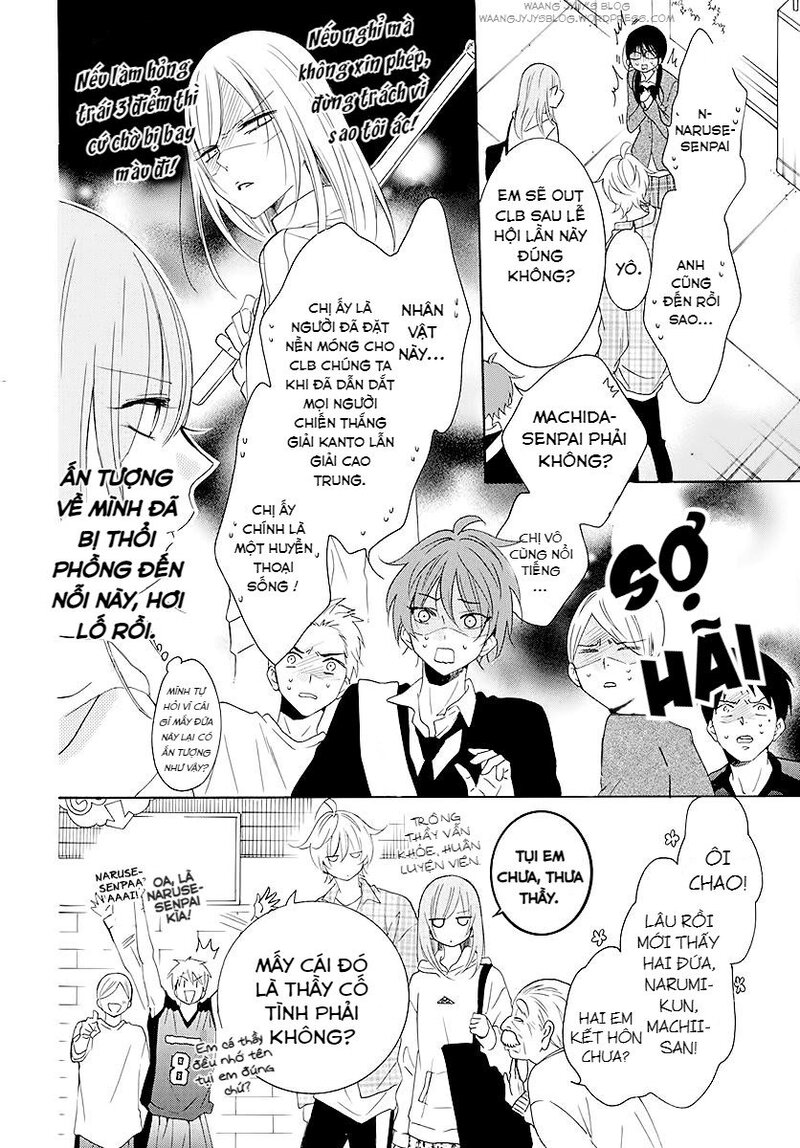 WAANG JYJYS BLOG
WAANGJYJYSBLOG.WORDPRESS.COM
N-
NARUSE-
SENPAI
ANH
CŨNG
ĐẾN RỒI
SAO...
YÔ.
EM SẼ OUT
CLB SAU LỄ
HỘI LẦN NÀY
ĐÚNG
KHÔNG?
NẾU NGHỈ MÀ
KHÔNG XIN PHÉP,
ĐỪNG TRÁCH VÌ
SAO TÔI ÁC!
NẾU LÀM HỎNG
TRÁI 3 ĐIỂM THÌ
CỨ CHỜ BỊ BAY
MÀU ĐI!
MACHIDA-
SENPAI PHẢI
KHÔNG?
CHỊ VÔ
CÙNG NỔI
TIẾNG
...
NHÂN
VẬT
NÀY...
CHỊ ẤY LÀ
NGƯỜI ĐÃ ĐẶT
NỀN MÓNG CHO
CLB CHÚNG TA
KHI ĐÃ DẪN DẮT
MỌI NGƯỜI
CHIẾN THẮNG
GIẢI KANTO LẪN
GIẢI CAO
TRUNG.
CHỊ ẤY
CHÍNH LÀ
MỘT HUYỀN
THOẠI
SỐNG!
SỢ
HÃI
ẤN TƯỢNG
VỀ MÌNH ĐÃ
BỊ THỔI
PHỒNG ĐẾN
NỖI NÀY, HƠI
LỐ RỒI.
MÌNH TỰ
HỎI VÌ CÁI
GÌ MẤY ĐỨA
NÀY LẠI CÓ
ẤN TƯỢNG
NHƯ VẬY?
ÔI
CHAO!
LÂU RỒI
MỚI THẤY
HAI ĐỨA,
NARUMI-
KUN,
MACHII-
SAN!
HAI EM
KẾT HÔN
CHƯA?
TỤI EM
CHƯA, THƯA
THẦY.
TRÔNG
THẦY VẪN
KHỎE, HUẤN
LUYỆN VIÊN.
MẤY CÁI ĐÓ
LÀ THẦY CỐ
TÌNH PHẢI
KHÔNG?
OA, LÀ
NARUSE-
SENPAI
KÌA!
NARUSE-
SENPAA
AAAAI!
8
Em cá thầy
đều nhớ tên
tụi em đúng
chứ?